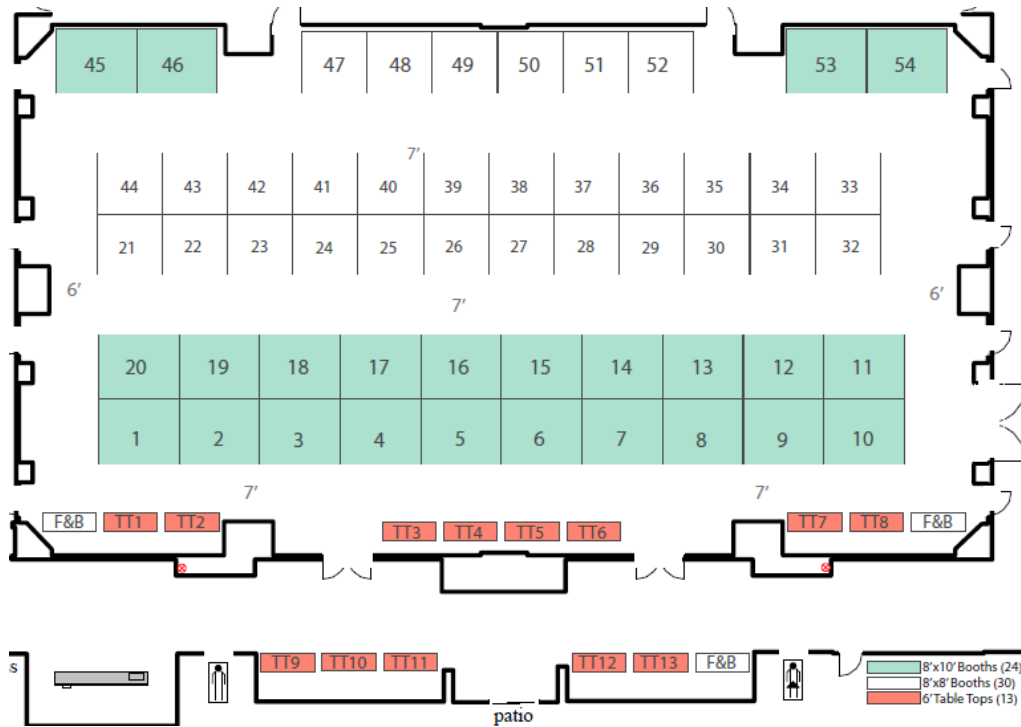 45 46 47 48 49 50 51 52 53 54
7'
44 43 42 41 40 39 38 37 36 35 34 33
21 22 23 24 25 26 27 28 29 30 31 32
6' 7' 6'
20 19 18 17 16 15 14 13 12 11
1 2 3 4 5 6 7 8 9 10
7' 7'
F&B TT1 TT2 TT3 TT4 TT5 TT6 TT7 TT8 F&B
s TT9 TT10 TT11 TT12 TT13 F&B
8'x10' Booths (24)
8'x8' Booths (30)
6' Table Tops (13)
patio